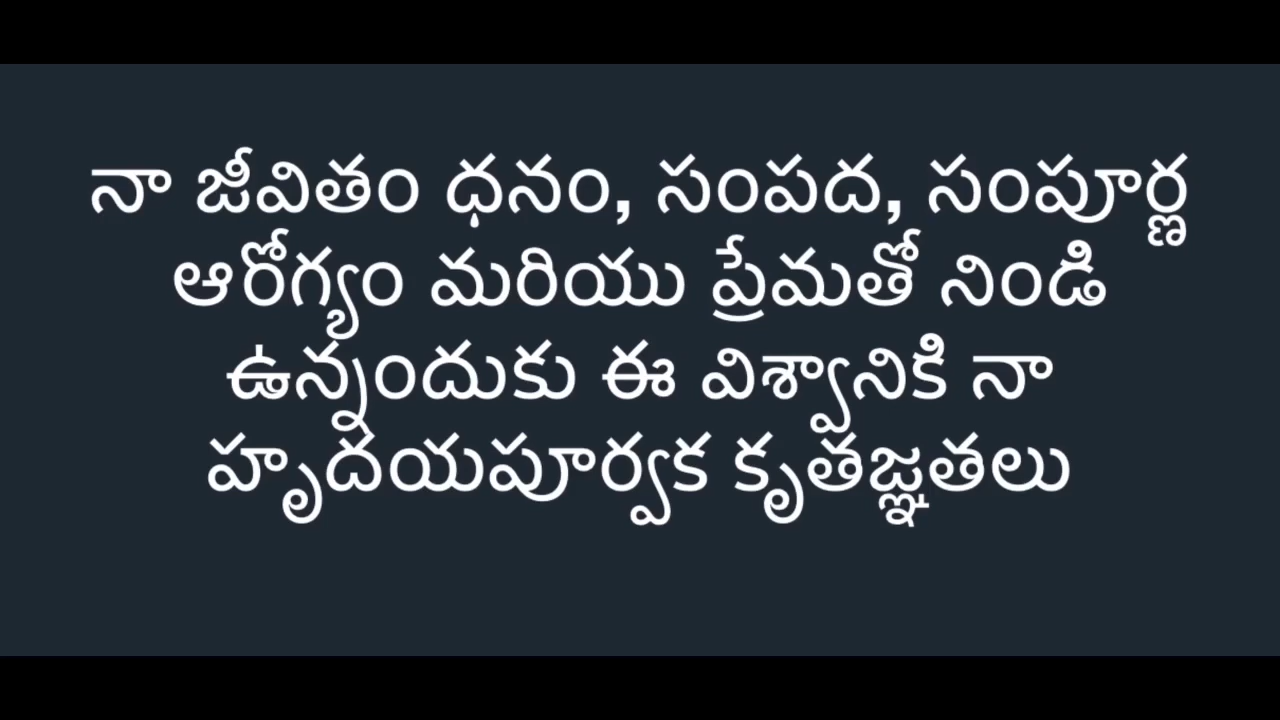 నా జీవితం ధనం, సంపద, సంపూర్ణ
ఆరోగ్యం మరియు ప్రేమతో నిండి
ఉన్నందుకు ఈ విశ్వానికి నా
హృదయపూర్వక కృతజ్ఞతలు